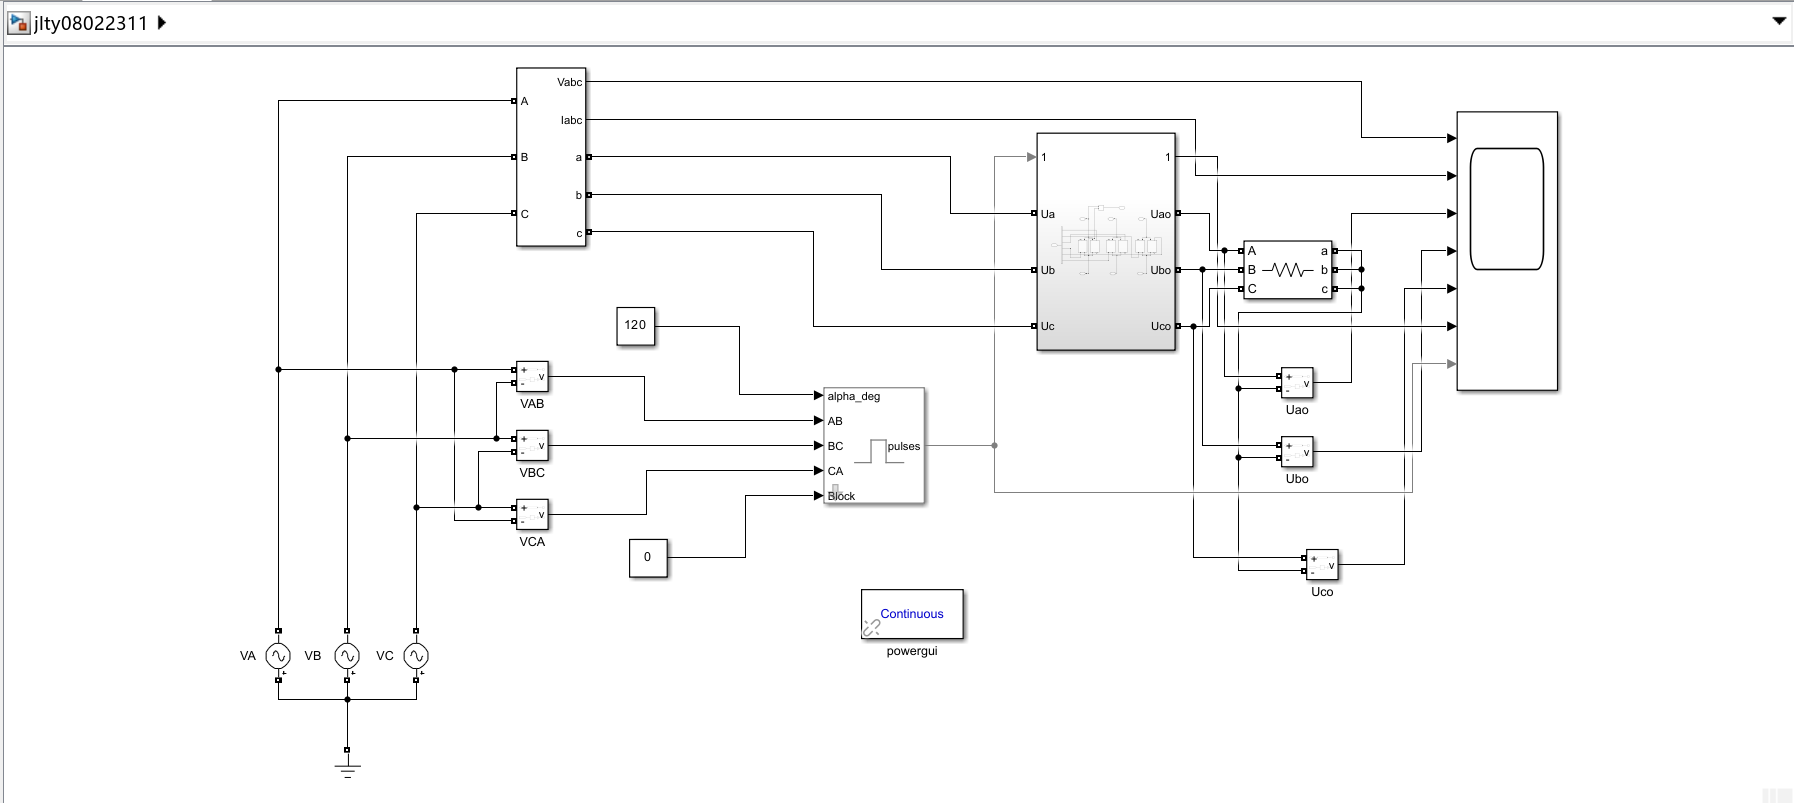 jlty08022311
Vabc
A
Iabc
B
a
b
C
c
1
1
Ua
Uao
Ub
Ubo
Uc
Uco
A
a
B
b
C
c
120
+
-
v
VAB
+
-
v
VBC
+
-
v
VCA
alpha_deg
AB
BC
pulses
CA
Block
0
+
-
v
Uao
+
-
v
Ubo
+
-
v
Uco
Continuous
powergui
VA
VB
VC
+
+
+